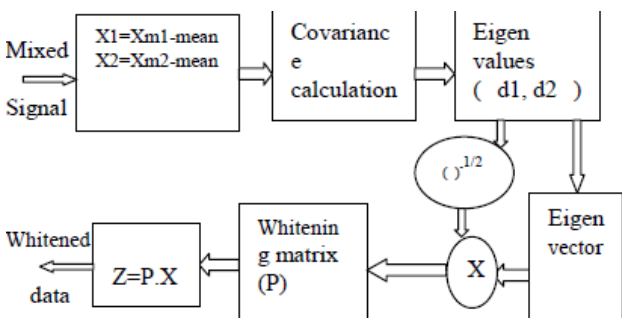 Mixed
Signal
X1=Xm1-mean
X2=Xm2-mean
Covarianc
e
calculation
Eigen
values
( d1, d2 )
( )-1/2
Eigen
vector
X
Whitenin
g matrix
(P)
Z=P.X
Whitened
data